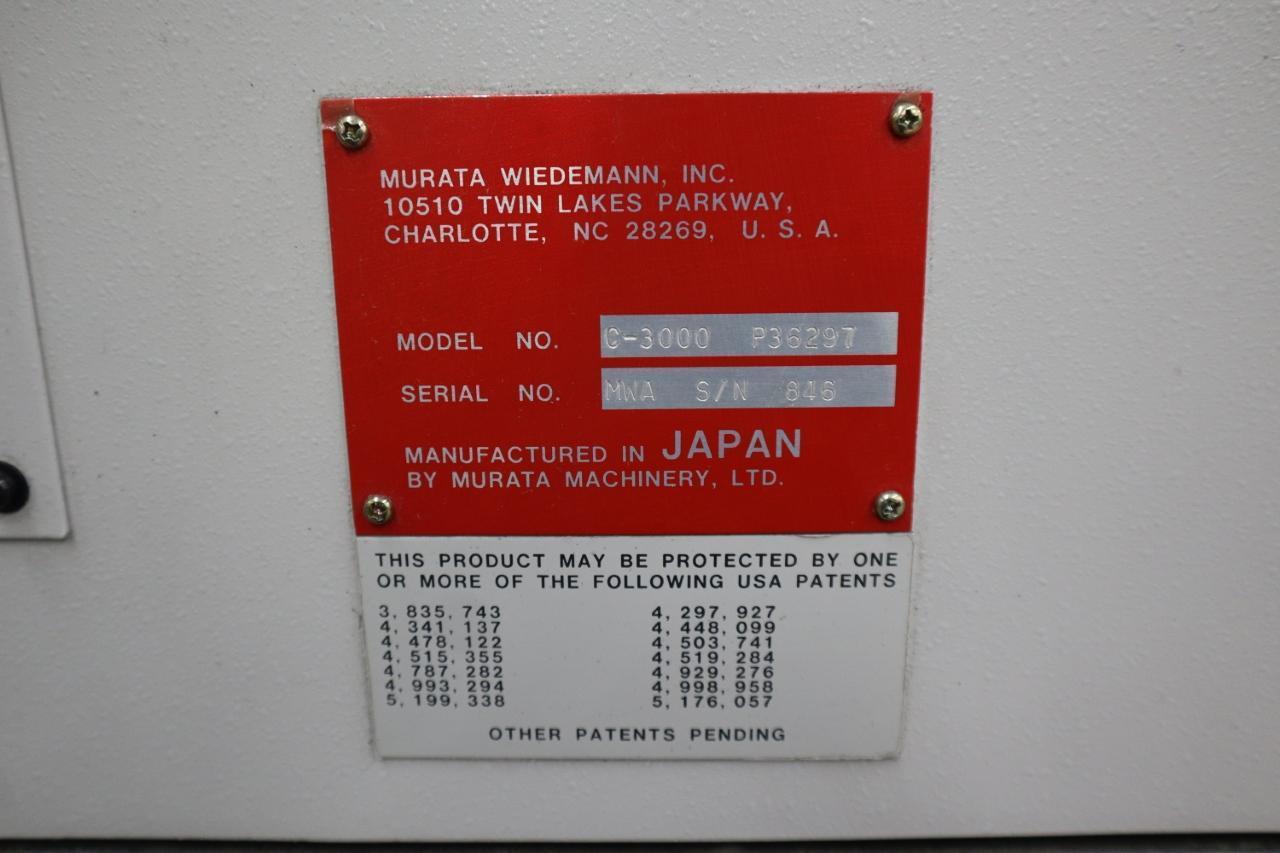 MURATA WIEDEMANN, INC.
10510 TWIN LAKES PARKWAY,
CHARLOTTE, NC 28269, U. S. A.
MODEL NO. C-3000 P36297
SERIAL NO. MWA S/N 846
MANUFACTURED IN JAPAN
BY MURATA MACHINERY, LTD.
THIS PRODUCT MAY BE PROTECTED BY ONE
OR MORE OF THE FOLLOWING USA PATENTS
3, 835, 743 4, 297, 927
4, 341, 137 4, 448, 099
4, 478, 122 4, 503, 741
4, 515, 355 4, 519, 284
4, 787, 282 4, 929, 276
4, 993, 294 4, 998, 958
5, 199, 338 5, 176, 057
OTHER PATENTS PENDING